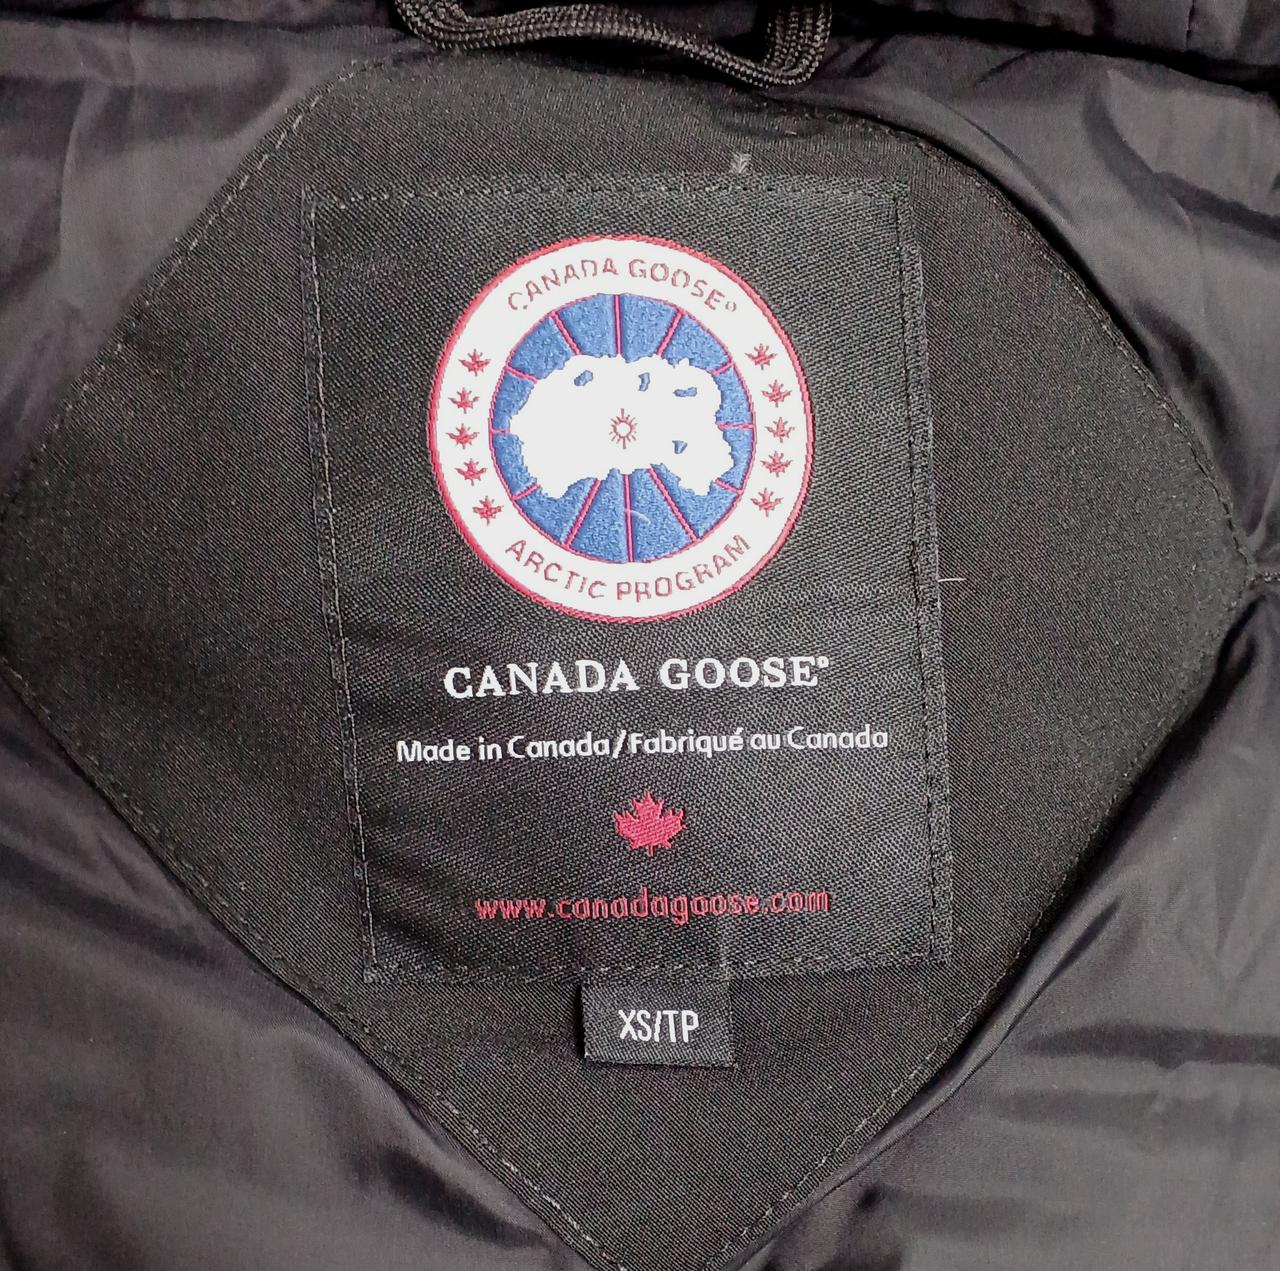 CANADA GOOSE®
ARCTIC PROGRAM
CANADA GOOSE®
Made in Canada/Fabriqué au Canada
www.canadagoose.com
XS/TP